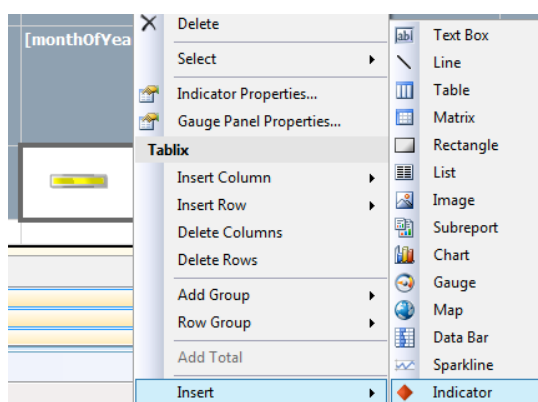 [monthOfYea
Delete
Select
Indicator Properties...
Gauge Panel Properties...
Tablix
Insert Column
Insert Row
Delete Columns
Delete Rows
Add Group
Row Group
Add Total
Insert
abl
Text Box
Line
Table
Matrix
Rectangle
List
Image
Subreport
Chart
Gauge
Map
Data Bar
Sparkline
Indicator